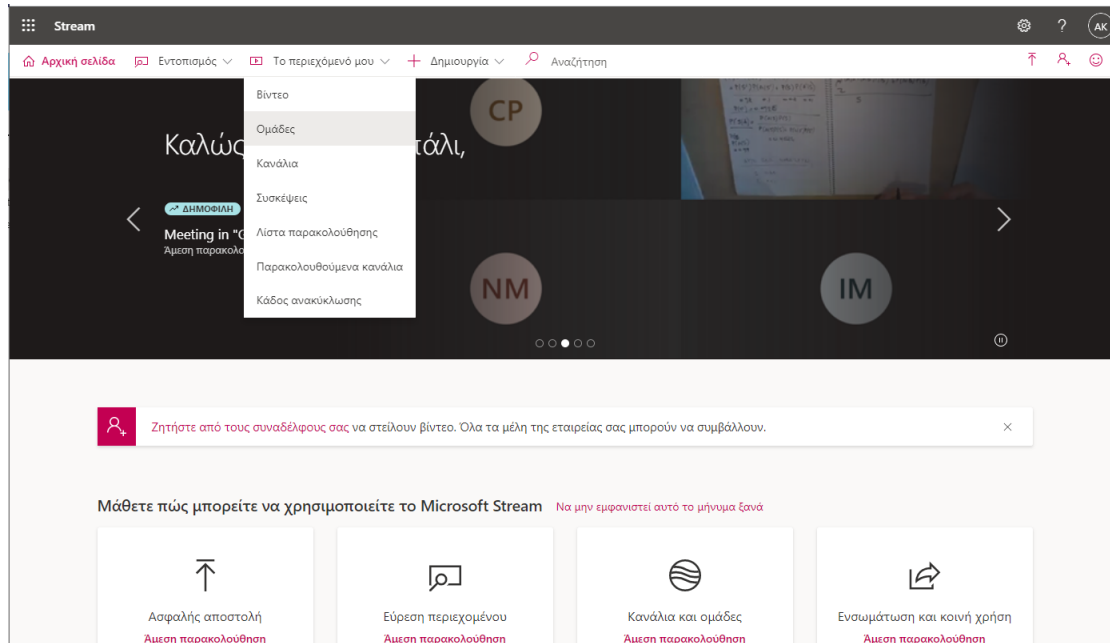 Stream
?
AK
Αρχική σελίδα
Εντοπισμός
Το περιεχόμενό μου
Δημιουργία
Αναζήτηση
Βίντεο
Ομάδες
Κανάλια
Συσκέψεις
Λίστα παρακολούθησης
Παρακολουθούμενα κανάλια
Κάδος ανακύκλωσης
Καλώς
τάλι,
ΔΗΜΟΦΙΛΗ
Meeting in "
Άμεση παρακολο
CP
NM
IM
Ζητήστε από τους συναδέλφους σας να στείλουν βίντεο. Όλα τα μέλη της εταιρείας σας μπορούν να συμβάλλουν.
Μάθετε πώς μπορείτε να χρησιμοποιείτε το Microsoft Stream Να μην εμφανιστεί αυτό το μήνυμα ξανά
Ασφαλής αποστολή
Άμεση παρακολούθηση
Εύρεση περιεχομένου
Άμεση παρακολούθηση
Κανάλια και ομάδες
Άμεση παρακολούθηση
Ενσωμάτωση και κοινή χρήση
Άμεση παρακολούθηση